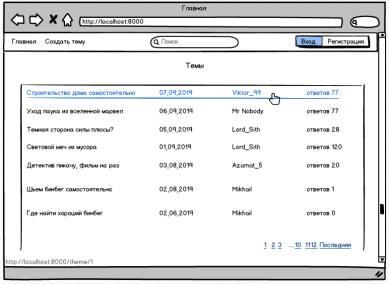 Главная
http://localhost:8000
Главная Создать тему Поиск Вход Регистрация
Темы
Строительство дома самостоятельно 07,09,2019 Viktor_99 ответов 77
Уход паука из вселенной марвел 06,09,2019 Mr Nobody ответов 77
Темная сторона силы плюсы? 05,09,2019 Lord_Sith ответов 28
Световой меч из мусора 01,09,2019 Lord_Sith ответов 120
Детектив пикачу, фильм на раз 03,08,2019 Azamat_5 ответов 20
Шьем бинбег самостоятельно 02,08,2019 Mikhail ответов 1
Где найти хороший бинбег 02,06,2019 Mikhail ответов 0
1 2 3 ...10 11 12 Последняя
http://localhost:8000/theme/1